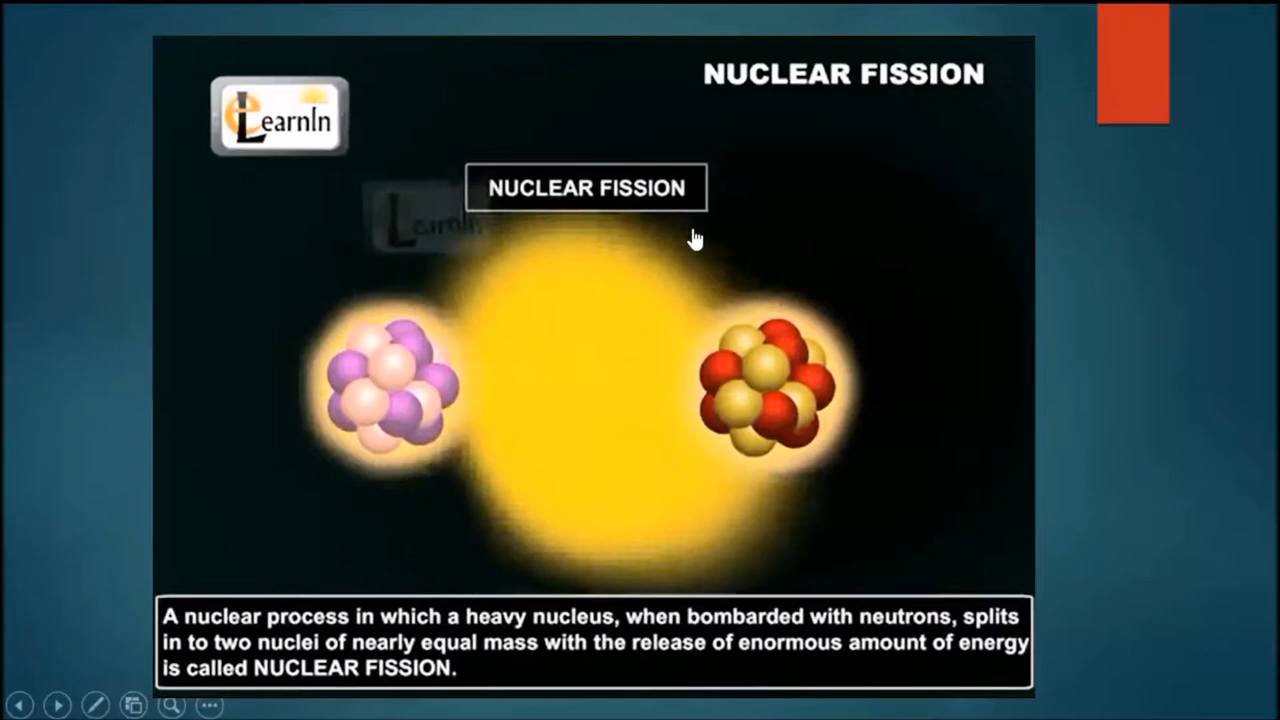 NUCLEAR FISSION
eLearnIn
NUCLEAR FISSION
LearnIn
A nuclear process in which a heavy nucleus, when bombarded with neutrons, splits
in to two nuclei of nearly equal mass with the release of enormous amount of energy
is called NUCLEAR FISSION.